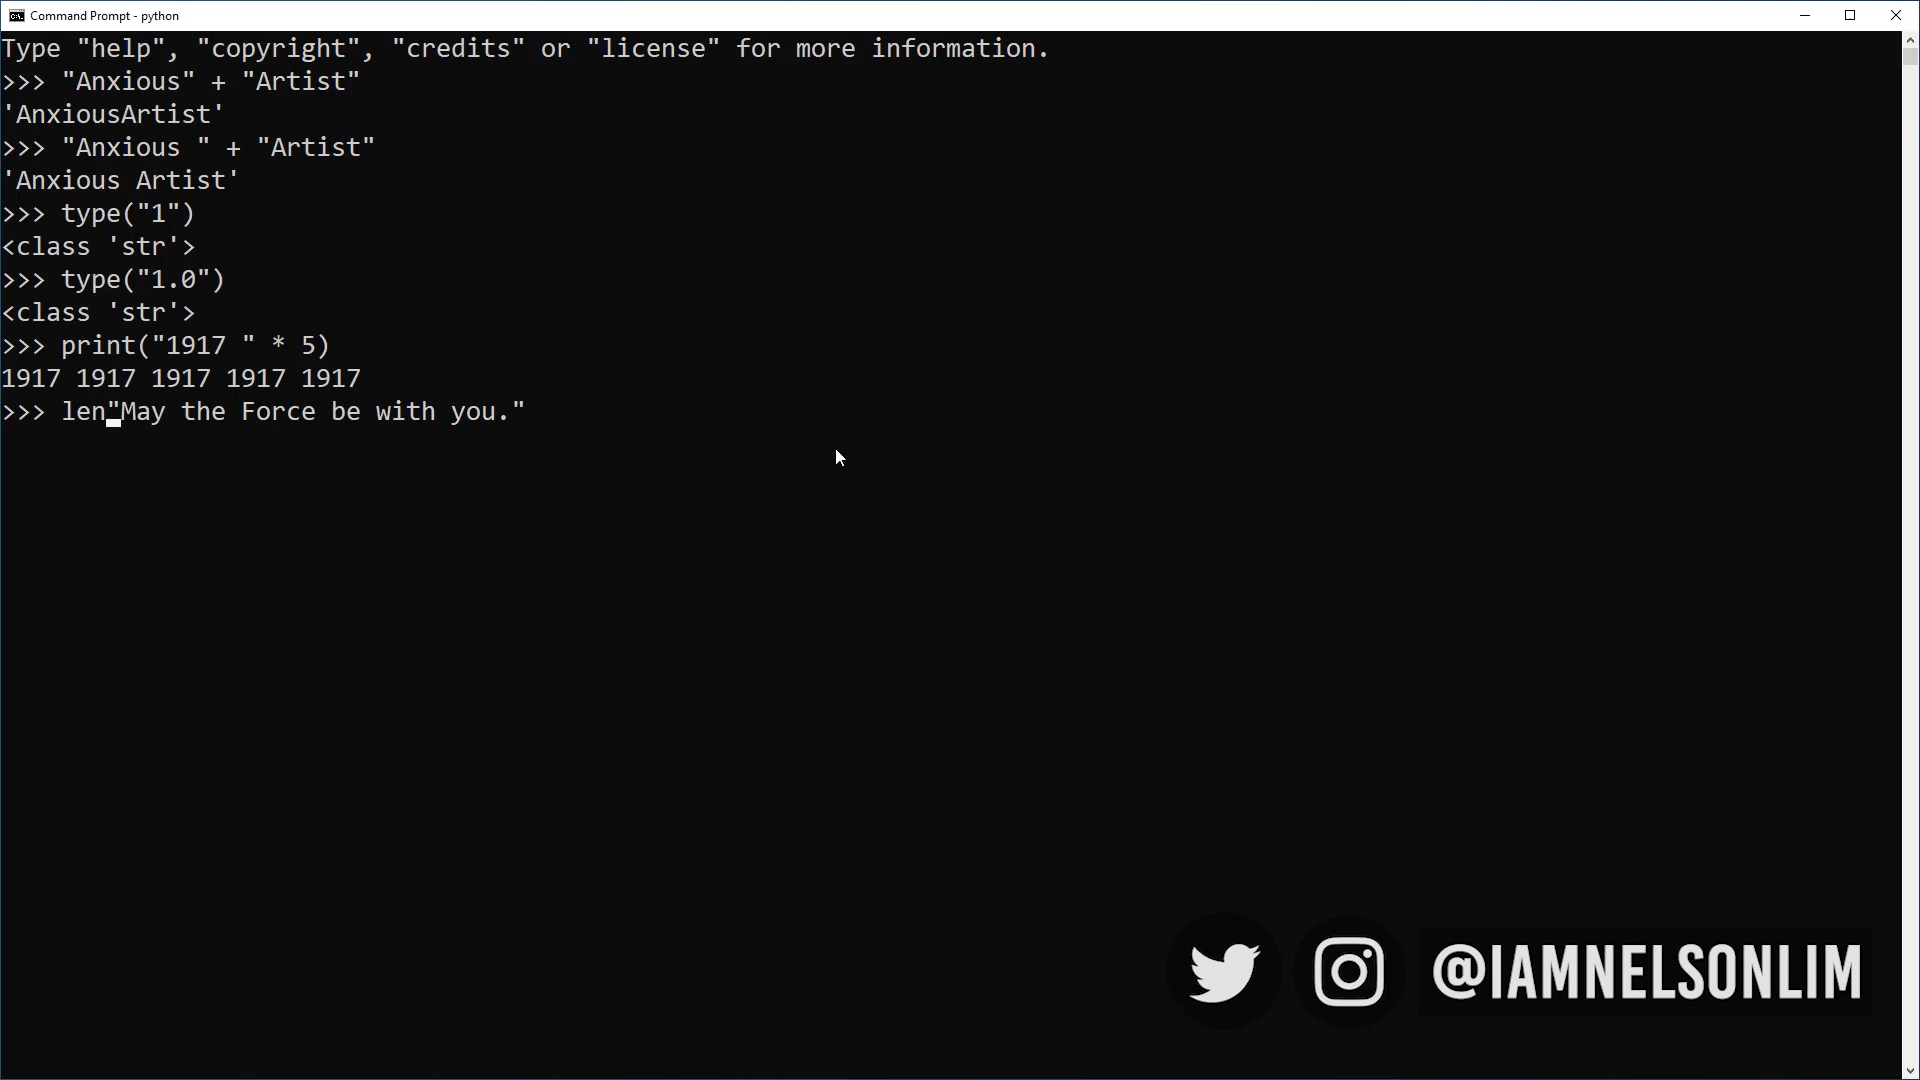 Command Prompt - python
Type "help", "copyright", "credits" or "license" for more information.
>>> "Anxious" + "Artist"
'AnxiousArtist'
>>> "Anxious " + "Artist"
'Anxious Artist'
>>> type("1")
<class 'str'>
>>> type("1.0")
<class 'str'>
>>> print("1917 " * 5)
1917 1917 1917 1917 1917
>>> len"May the Force be with you."
@IAMNELSONLIM